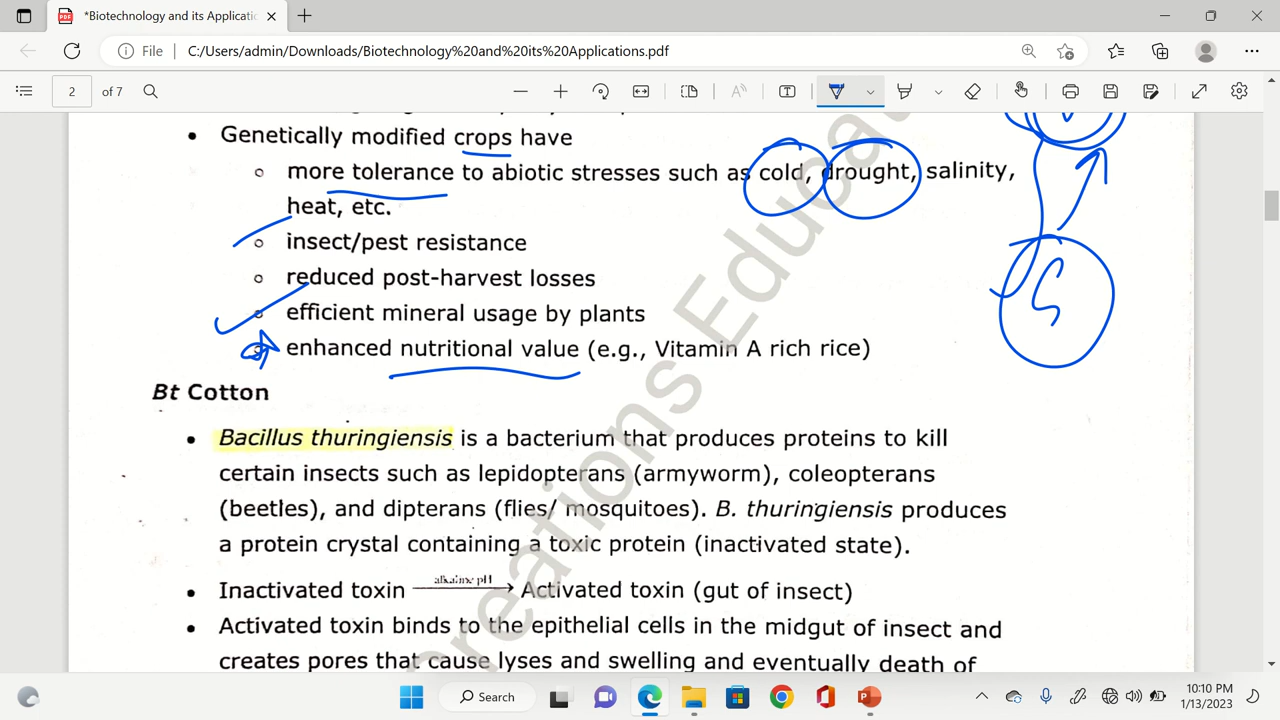 *Biotechnology and its Applicati
File
C:/Users/admin/Downloads/Biotechnology%20and%20its%20Applications.pdf
2 of 7
• Genetically modified crops have
more tolerance to abiotic stresses such as cold, drought, salinity,
heat, etc.
insect/pest resistance
reduced post-harvest losses
efficient mineral usage by plants
enhanced nutritional value (e.g., Vitamin A rich rice)
Bt Cotton
• Bacillus thuringiensis is a bacterium that produces proteins to kill
certain insects such as lepidopterans (armyworm), coleopterans
(beetles), and dipterans (flies/ mosquitoes). B. thuringiensis produces
a protein crystal containing a toxic protein (inactivated state).
• Inactivated toxin alkaline pH → Activated toxin (gut of insect)
• Activated toxin binds to the epithelial cells in the midgut of insect and
creates pores that cause lyses and swelling and eventually death of
Creations Educat
Search
10:10 PM
1/13/2023